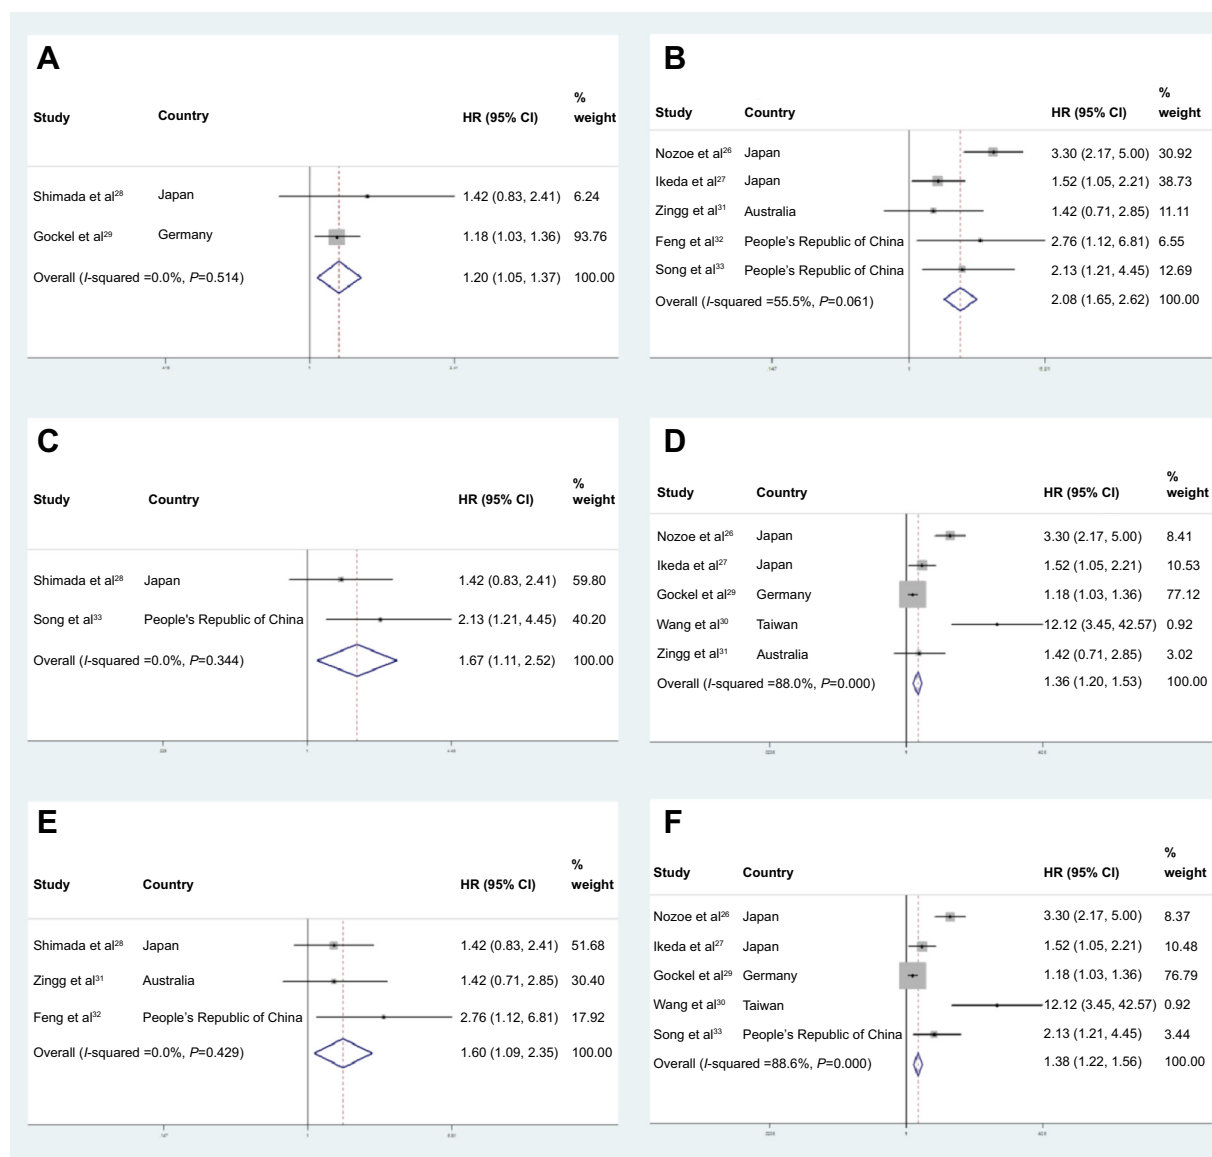 A
Study Country HR (95% CI) % weight
Shimada et al28 Japan 1.42 (0.83, 2.41) 6.24
Gockel et al29 Germany 1.18 (1.03, 1.36) 93.76
Overall (I-squared =0.0%, P=0.514) 1.20 (1.05, 1.37) 100.00
1
B
Study Country HR (95% CI) % weight
Nozoe et al26 Japan 3.30 (2.17, 5.00) 30.92
Ikeda et al27 Japan 1.52 (1.05, 2.21) 38.73
Zingg et al31 Australia 1.42 (0.71, 2.85) 11.11
Feng et al32 People's Republic of China 2.76 (1.12, 6.81) 6.55
Song et al33 People's Republic of China 2.13 (1.21, 4.45) 12.69
Overall (I-squared =55.5%, P=0.061) 2.08 (1.65, 2.62) 100.00
1
C
Study Country HR (95% CI) % weight
Shimada et al28 Japan 1.42 (0.83, 2.41) 59.80
Song et al33 People's Republic of China 2.13 (1.21, 4.45) 40.20
Overall (I-squared =0.0%, P=0.344) 1.67 (1.11, 2.52) 100.00
1
D
Study Country HR (95% CI) % weight
Nozoe et al26 Japan 3.30 (2.17, 5.00) 8.41
Ikeda et al27 Japan 1.52 (1.05, 2.21) 10.53
Gockel et al29 Germany 1.18 (1.03, 1.36) 77.12
Wang et al30 Taiwan 12.12 (3.45, 42.57) 0.92
Zingg et al31 Australia 1.42 (0.71, 2.85) 3.02
Overall (I-squared =88.0%, P=0.000) 1.36 (1.20, 1.53) 100.00
E
Study Country HR (95% CI) % weight
Shimada et al28 Japan 1.42 (0.83, 2.41) 51.68
Zingg et al31 Australia 1.42 (0.71, 2.85) 30.40
Feng et al32 People's Republic of China 2.76 (1.12, 6.81) 17.92
Overall (I-squared =0.0%, P=0.429) 1.60 (1.09, 2.35) 100.00
1
F
Study Country HR (95% CI) % weight
Nozoe et al26 Japan 3.30 (2.17, 5.00) 8.37
Ikeda et al27 Japan 1.52 (1.05, 2.21) 10.48
Gockel et al29 Germany 1.18 (1.03, 1.36) 76.79
Wang et al30 Taiwan 12.12 (3.45, 42.57) 0.92
Song et al33 People's Republic of China 2.13 (1.21, 4.45) 3.44
Overall (I-squared =88.6%, P=0.000) 1.38 (1.22, 1.56) 100.00